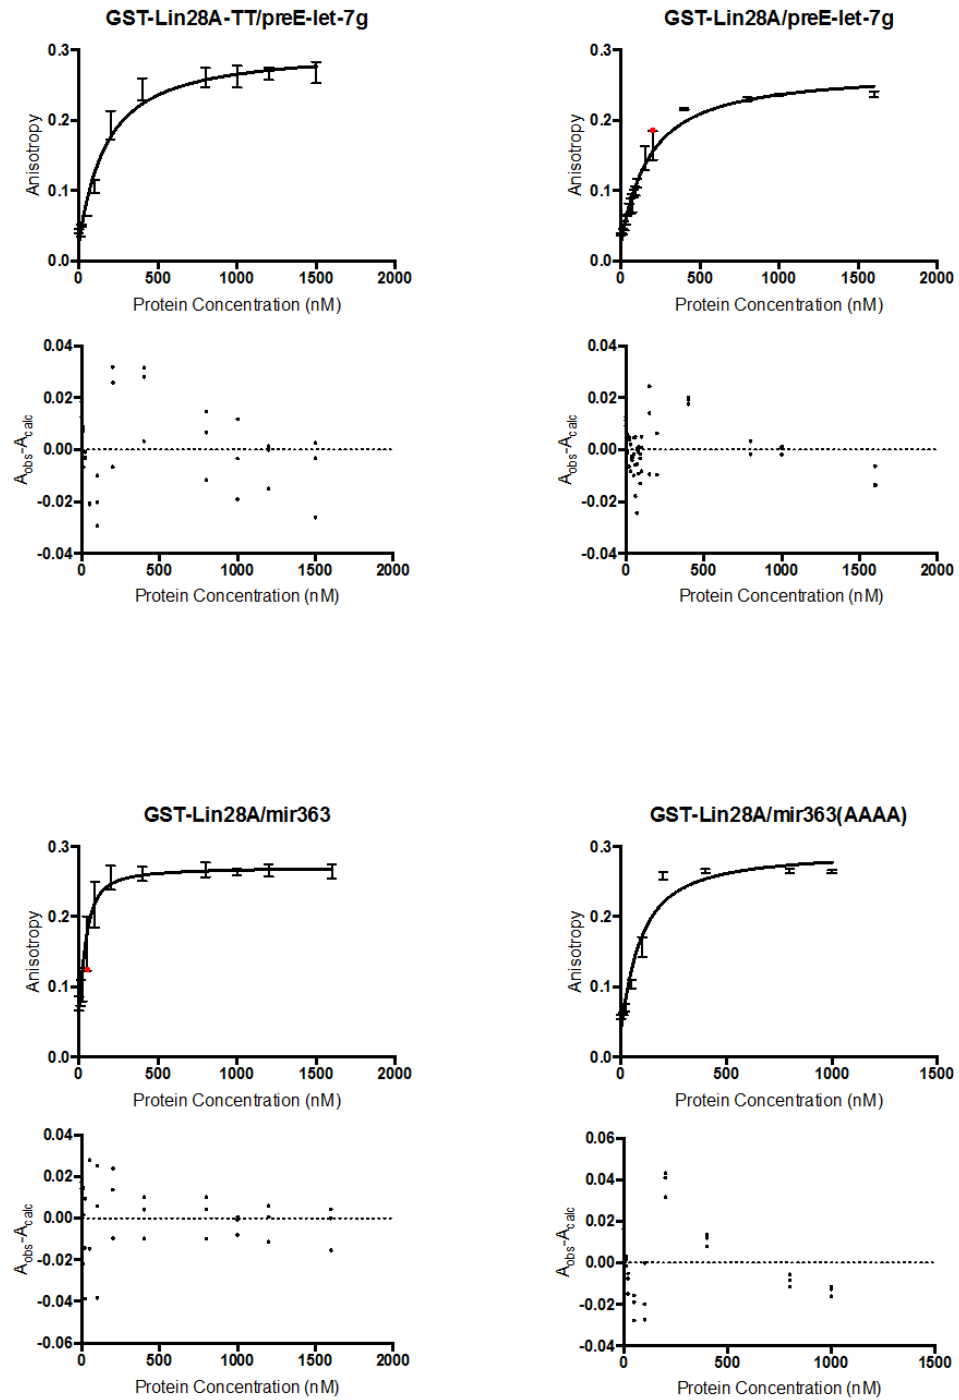 GST-Lin28A-TT/preE-let-7g
0.3
0.2
0.1
0.0
Anisotropy
0 500 1000 1500 2000
Protein Concentration (nM)
0.04
0.02
0.00
-0.02
-0.04
Aobs-Acalc
0 500 1000 1500 2000
Protein Concentration (nM)
GST-Lin28A/preE-let-7g
0.3
0.2
0.1
0.0
Anisotropy
0 500 1000 1500 2000
Protein Concentration (nM)
0.04
0.02
0.00
-0.02
-0.04
Aobs-Acalc
0 500 1000 1500 2000
Protein Concentration (nM)
GST-Lin28A/mir363
0.3
0.2
0.1
0.0
Anisotropy
0 500 1000 1500 2000
Protein Concentration (nM)
0.04
0.02
0.00
-0.02
-0.04
-0.06
Aobs-Acalc
0 500 1000 1500 2000
Protein Concentration (nM)
GST-Lin28A/mir363(AAAA)
0.3
0.2
0.1
0.0
Anisotropy
0 500 1000 1500
Protein Concentration (nM)
0.06
0.04
0.02
0.00
-0.02
-0.04
Aobs-Acalc
0 500 1000 1500
Protein Concentration (nM)